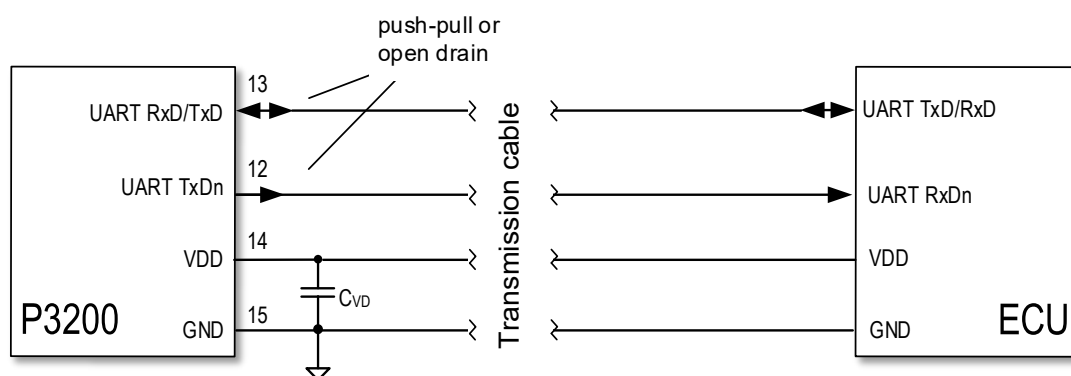 push-pull or
open drain
13
UART RxD/TxD
UART TxD/RxD
12
UART TxDn
UART RxDn
14
VDD
VDD
CVD
15
P3200
GND
GND
ECU
Transmission cable